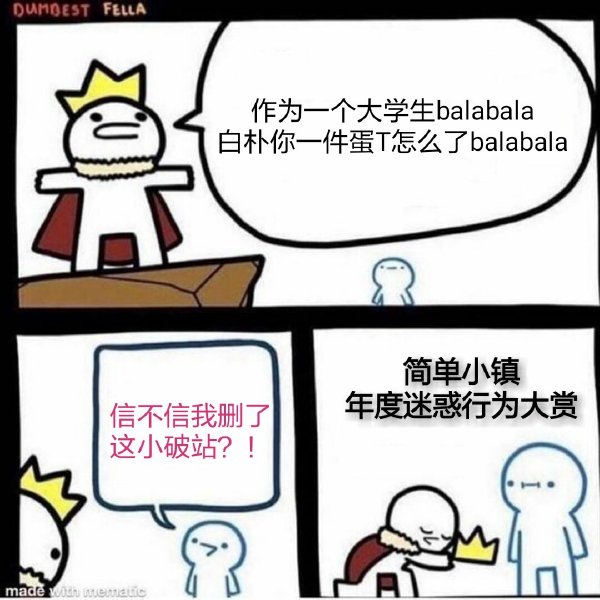 DUMBEST FELLA
作为一个大学生balabala
白朴你一件蛋T怎么了balabala
信不信我删了
这小破站？！
简单小镇
年度迷惑行为大赏
made with mematic